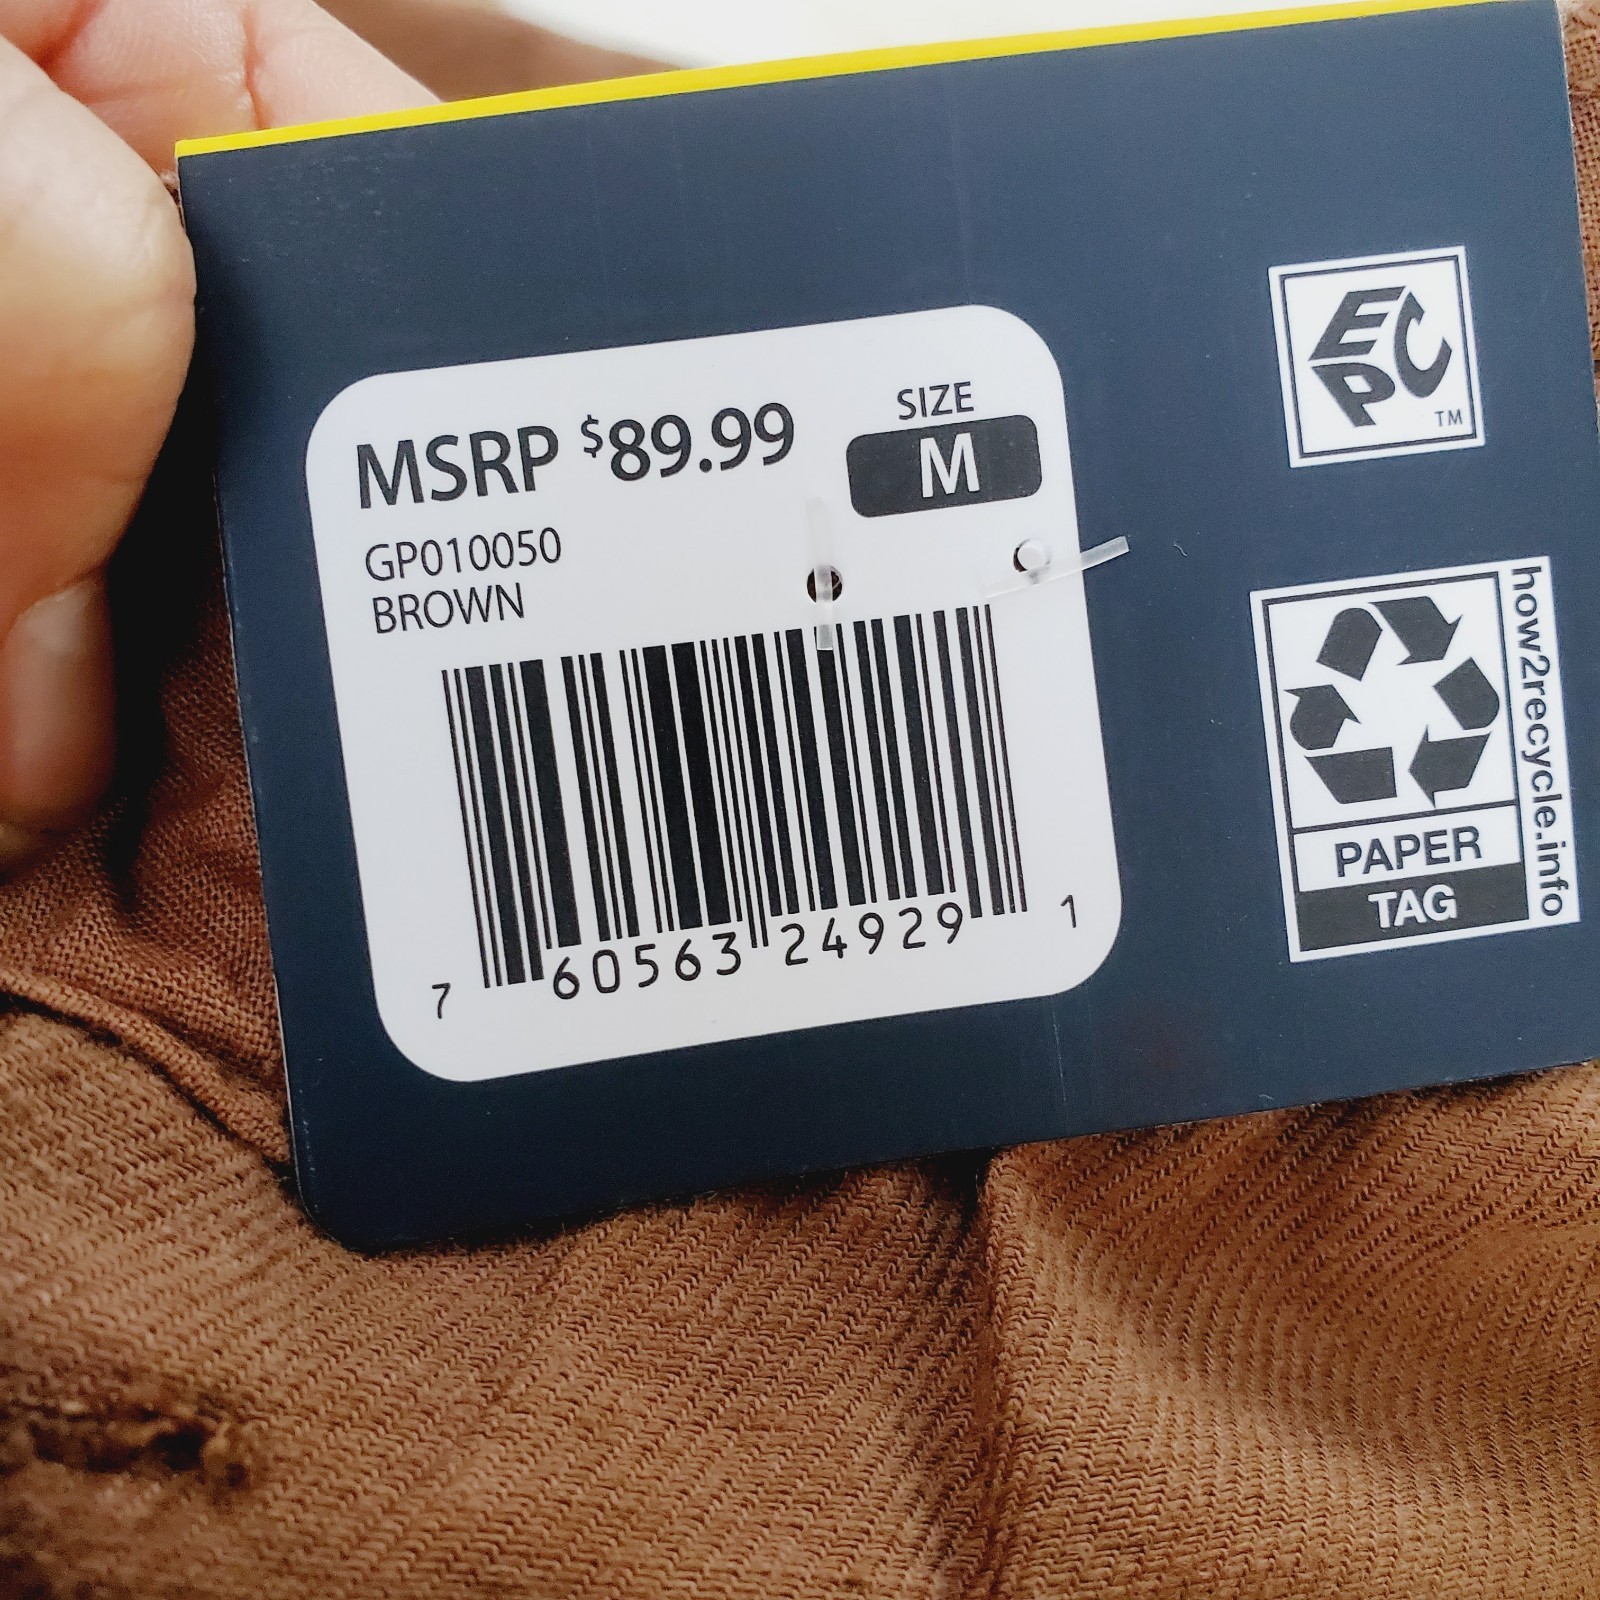 MSRP $89.99
SIZE
M
GP010050
BROWN
7 60563 24929 1
EPC
TM
how2recycle.info
PAPER
TAG